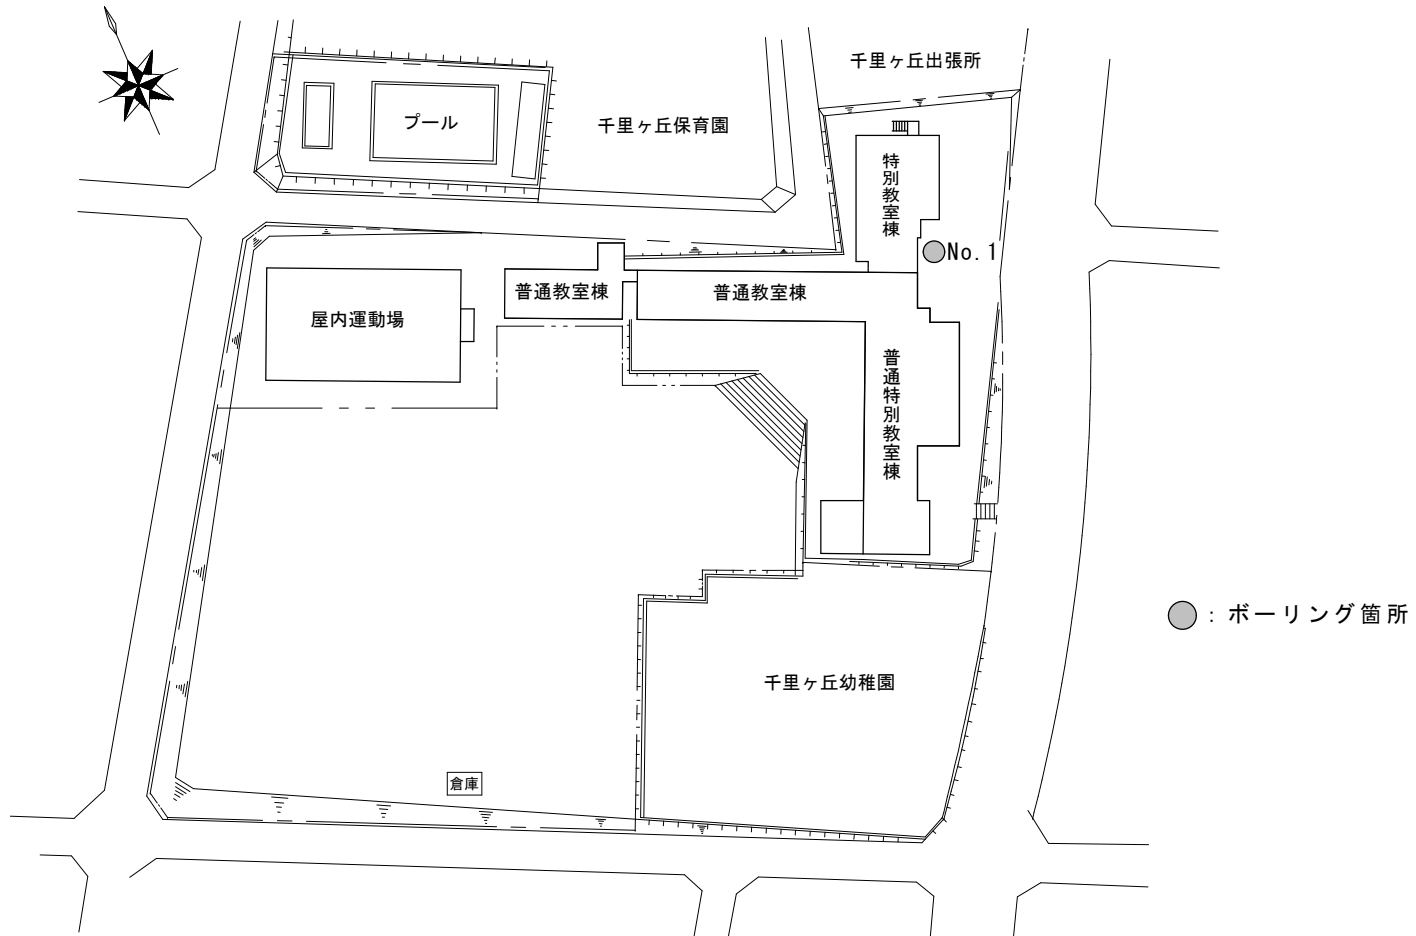 千里ヶ丘出張所
プール
千里ヶ丘保育園
特別教室棟
No.1
普通教室棟
普通教室棟
屋内運動場
普通特別教室棟
：ボーリング箇所
千里ヶ丘幼稚園
倉庫